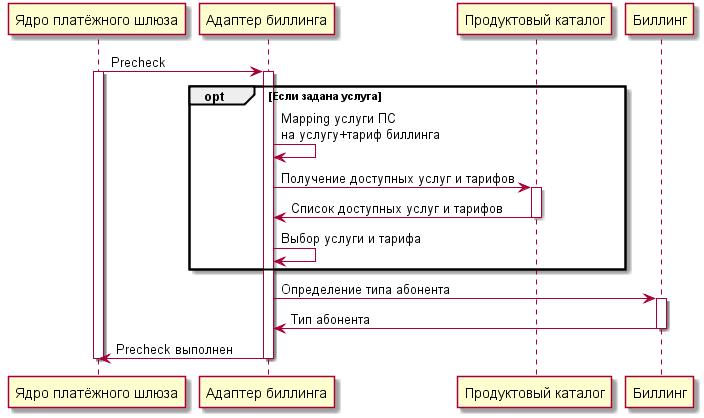 Ядро платёжного шлюза
Адаптер биллинга
Продуктовый каталог
Биллинг
Precheck
opt
[Если задана услуга]
Mapping услуги ПС
на услугу+тариф биллинга
Получение доступных услуг и тарифов
Список доступных услуг и тарифов
Выбор услуги и тарифа
Определение типа абонента
Тип абонента
Precheck выполнен
Ядро платёжного шлюза
Адаптер биллинга
Продуктовый каталог
Биллинг